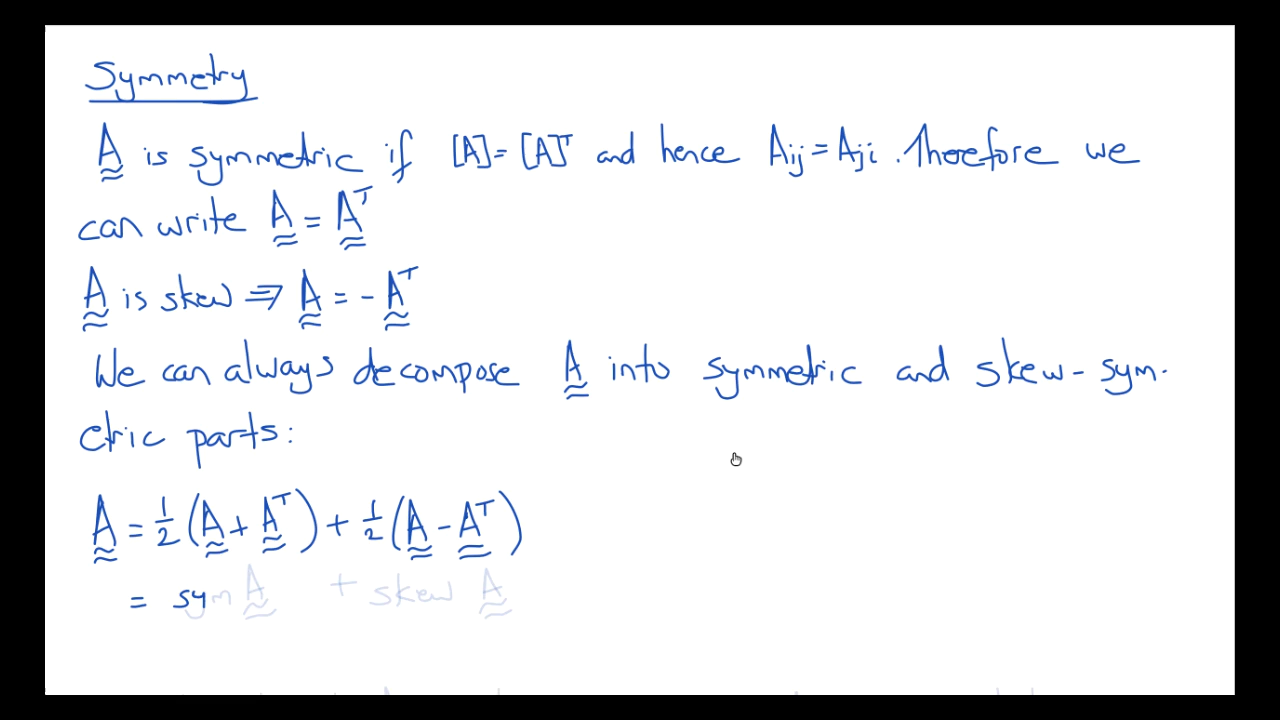 Symmetry
A is symmetric if [A]=[A]ᵀ and hence Aij=Aji. Therefore we
can write A = Aᵀ
A is skew ⇒ A = - Aᵀ
We can always decompose A into symmetric and skew-sym.
etric parts:
A = 1/2 (A + Aᵀ) + 1/2 (A - Aᵀ)
= sym A + skew A